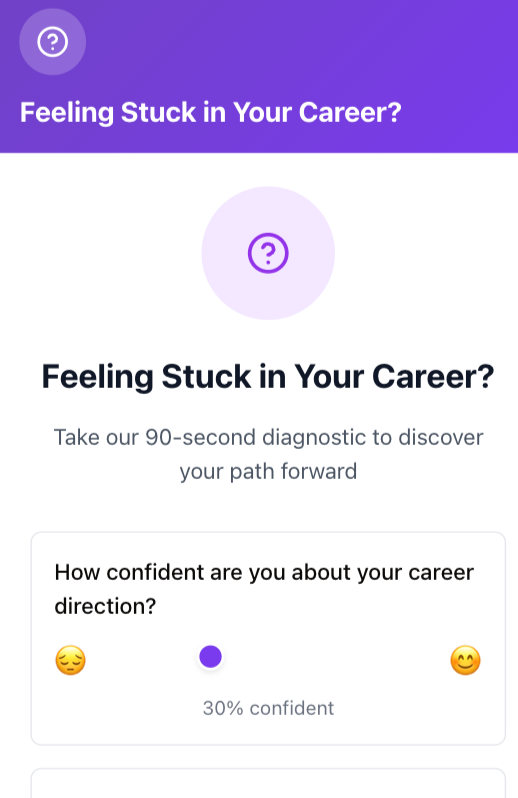 Feeling Stuck in Your Career?
Feeling Stuck in Your Career?
Take our 90-second diagnostic to discover
your path forward
How confident are you about your career
direction?
30% confident